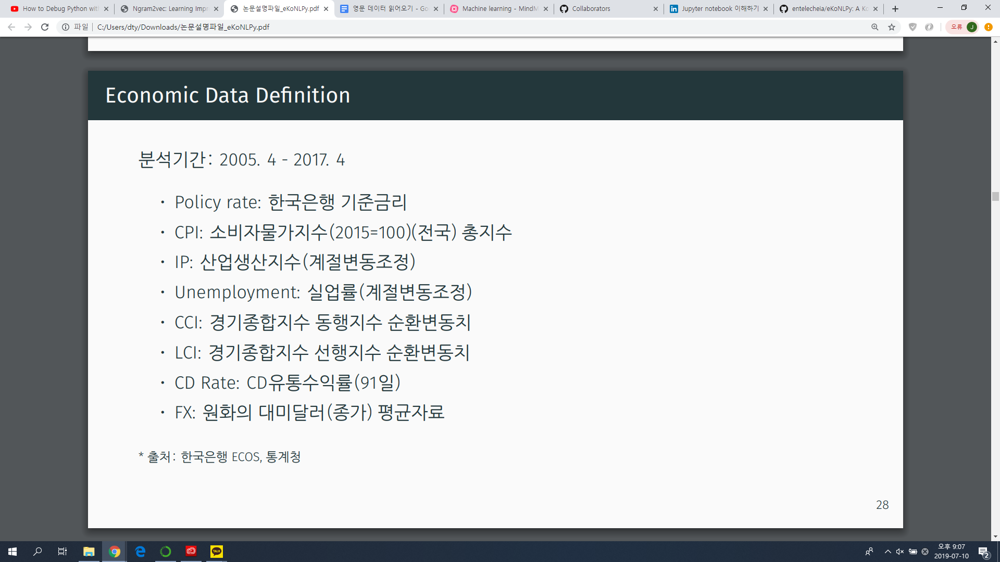 How to Debug Python wit
Ngram2vec: Learning Impr
논문설명파일_eKoNLPy.pdf
영문 데이터 읽어오기 - Go
Machine learning - MindM
Collaborators
Jupyter notebook 이해하기
entelecheia/eKoNLPy: A Ko
파일
C:/Users/dty/Downloads/논문설명파일_eKoNLPy.pdf
오류
J
Economic Data Definition
분석기간: 2005. 4 - 2017. 4
• Policy rate: 한국은행 기준금리
• CPI: 소비자물가지수(2015=100)(전국) 총지수
• IP: 산업생산지수(계절변동조정)
• Unemployment: 실업률(계절변동조정)
• CCI: 경기종합지수 동행지수 순환변동치
• LCI: 경기종합지수 선행지수 순환변동치
• CD Rate: CD유통수익률(91일)
• FX: 원화의 대미달러(종가) 평균자료
* 출처: 한국은행 ECOS, 통계청
28
TALK
오후 9:07
2019-07-10
2